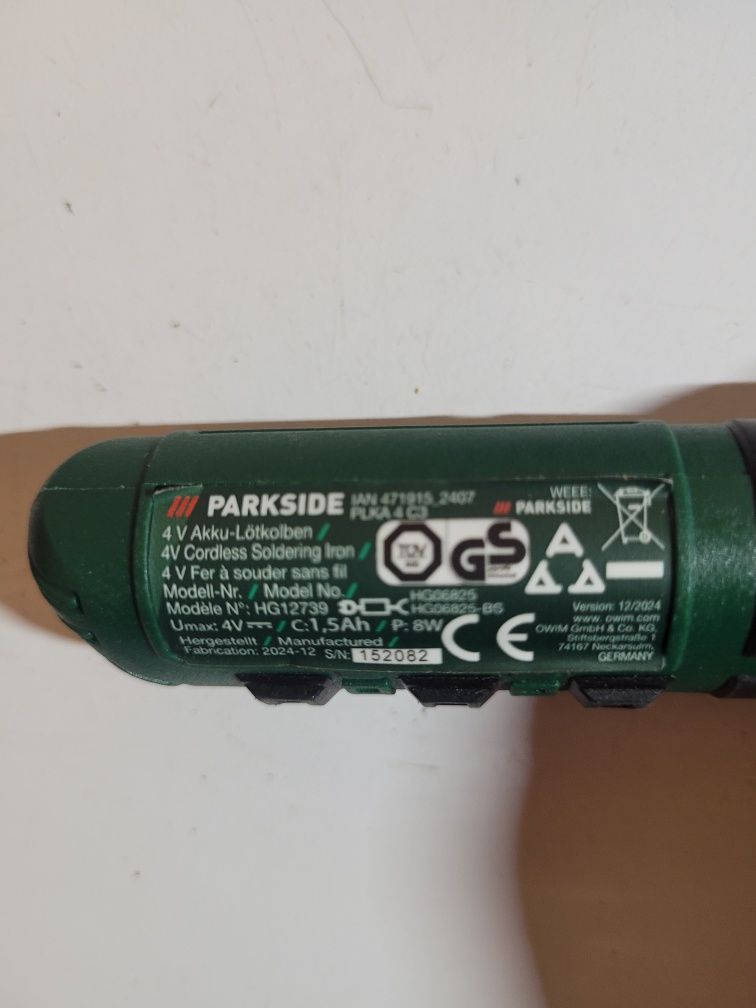 PARKSIDE IAN 471915_2407
PLKA 4 C3
4 V Akku-Lötkolben /
4V Cordless Soldering Iron /
4 V Fer à souder sans fil
Modell-Nr. / Model No. /
Modèle N°: HG12739
HG06825
HG06825-BS
Umax: 4V / C: 1,5Ah / P: 8W
Hergestellt / Manufactured /
Fabrication: 2024-12 S/N: 152082
TÜV
GS
CE
WEEE:
PARKSIDE
Version: 12/2024
www.owim.com
OWIM GmbH & Co. KG,
Stiftsbergstraße 1
74167 Neckarsulm,
GERMANY